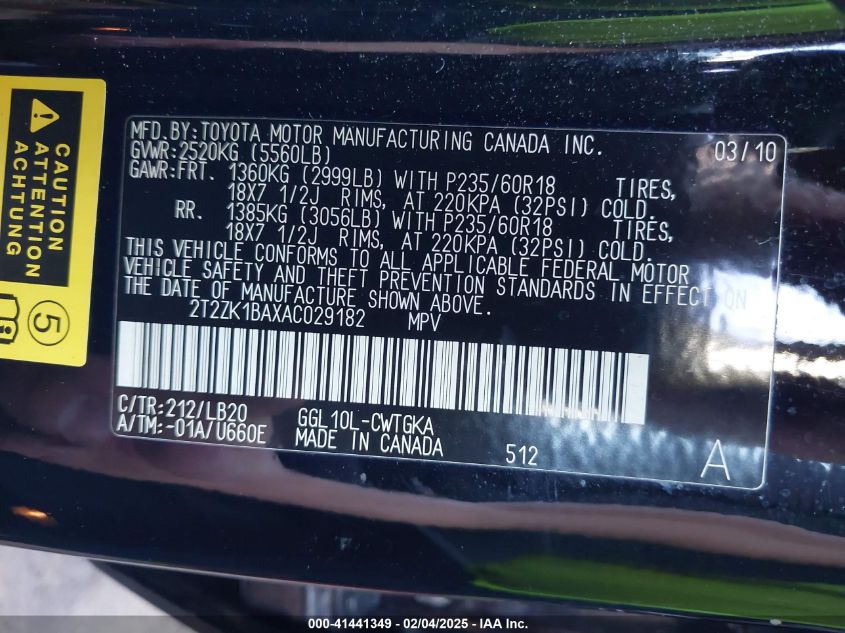 CAUTION
ATTENTION
ACHTUNG
5
MFD.BY:TOYOTA MOTOR MANUFACTURING CANADA INC. 03/10
GVWR:2520KG (5560LB)
GAWR:FRT. 1360KG (2999LB) WITH P235/60R18 TIRES,
18X7 1/2J RIMS, AT 220KPA (32PSI) COLD.
RR. 1385KG (3056LB) WITH P235/60R18 TIRES,
18X7 1/2J RIMS, AT 220KPA (32PSI) COLD.
THIS VEHICLE CONFORMS TO ALL APPLICABLE FEDERAL MOTOR
VEHICLE SAFETY AND THEFT PREVENTION STANDARDS IN EFFECT ON
THE DATE OF MANUFACTURE SHOWN ABOVE.
2T2ZK1BAXAC029182 MPV
C/TR:212/LB20 GGL10L-CWTGKA
A/TM:-01A/U660E MADE IN CANADA 512 A
000-41441349 - 02/04/2025 - IAA Inc.